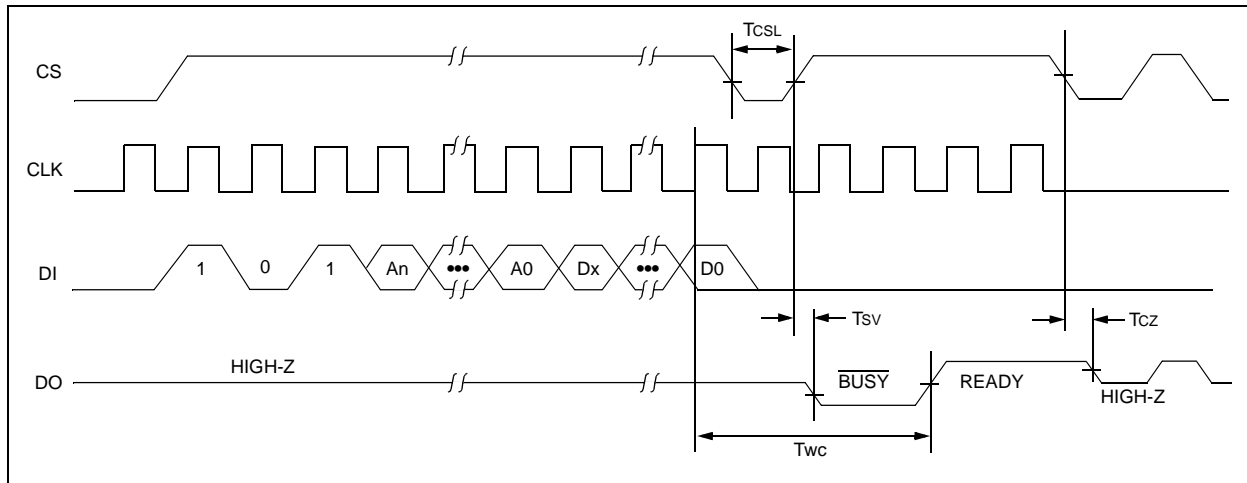 TCSL
CS
CLK
DI
1
0
1
An
•••
A0
Dx
•••
D0
TSV
TCZ
DO
HIGH-Z
BUSY
READY
HIGH-Z
TWC